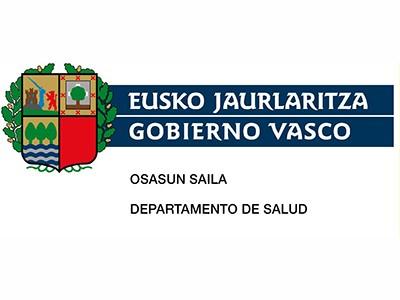 EUSKO JAURLARITZA
GOBIERNO VASCO
OSASUN SAILA
DEPARTAMENTO DE SALUD